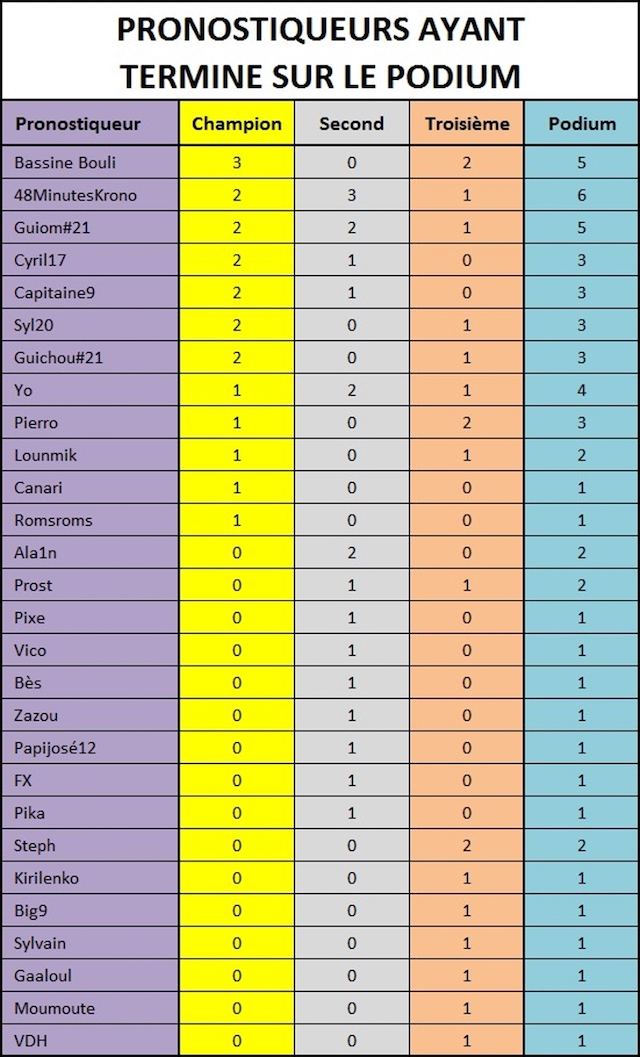 PRONOSTIQUEURS AYANT
TERMINE SUR LE PODIUM
Pronostiqueur Champion Second Troisième Podium
Bassine Bouli 3 0 2 5
48MinutesKrono 2 3 1 6
Guiom#21 2 2 1 5
Cyril17 2 1 0 3
Capitaine9 2 1 0 3
Syl20 2 0 1 3
Guichou#21 2 0 1 3
Yo 1 2 1 4
Pierro 1 0 2 3
Lounmik 1 0 1 2
Canari 1 0 0 1
Romsroms 1 0 0 1
Ala1n 0 2 0 2
Prost 0 1 1 2
Pixe 0 1 0 1
Vico 0 1 0 1
Bès 0 1 0 1
Zazou 0 1 0 1
Papijosé12 0 1 0 1
FX 0 1 0 1
Pika 0 1 0 1
Steph 0 0 2 2
Kirilenko 0 0 1 1
Big9 0 0 1 1
Sylvain 0 0 1 1
Gaaloul 0 0 1 1
Moumoute 0 0 1 1
VDH 0 0 1 1